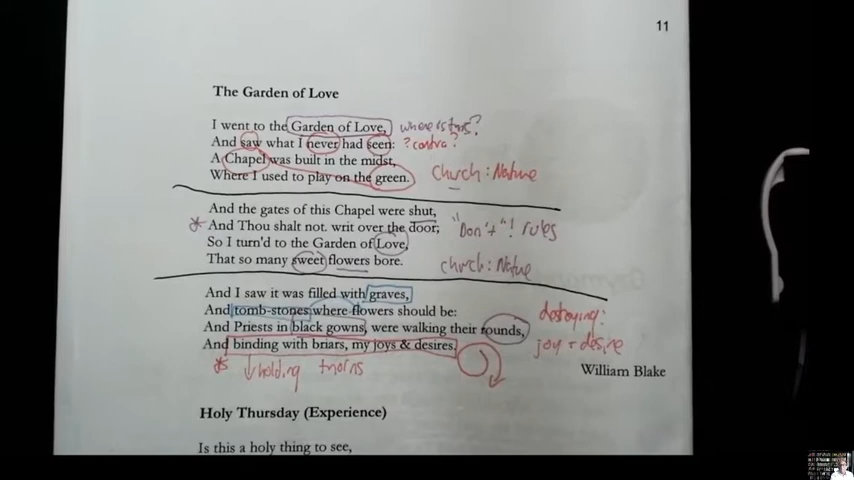 11
The Garden of Love
I went to the Garden of Love, where is this?
And saw what I never had seen: ? contra?
A Chapel was built in the midst,
Where I used to play on the green. church : Nature
And the gates of this Chapel were shut,
* And Thou shalt not. writ over the door; "Don't"! rules
So I turn'd to the Garden of Love,
That so many sweet flowers bore. church : Nature
And I saw it was filled with graves,
And tomb-stones where flowers should be: destroying:
And Priests in black gowns, were walking their rounds,
And binding with briars, my joys & desires. joy + desire
* ↓ holding thorns
William Blake
Holy Thursday (Experience)
Is this a holy thing to see,